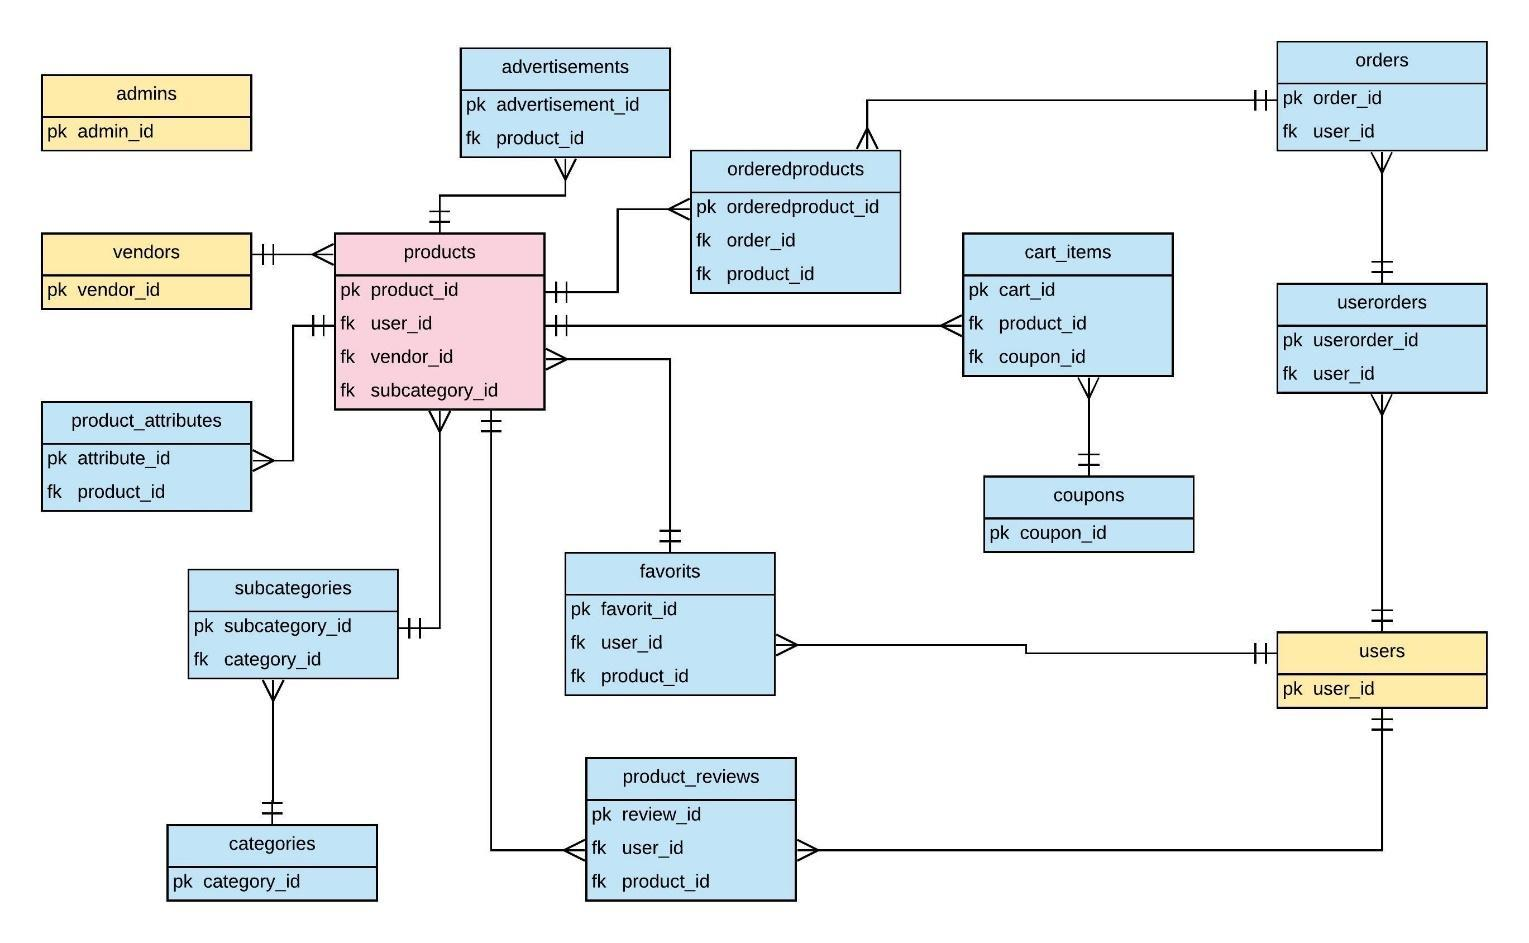 admins
pk admin_id
advertisements
pk advertisement_id
fk product_id
orders
pk order_id
fk user_id
orderedproducts
pk orderedproduct_id
fk order_id
fk product_id
vendors
pk vendor_id
products
pk product_id
fk user_id
fk vendor_id
fk subcategory_id
cart_items
pk cart_id
fk product_id
fk coupon_id
userorders
pk userorder_id
fk user_id
product_attributes
pk attribute_id
fk product_id
coupons
pk coupon_id
subcategories
pk subcategory_id
fk category_id
favorits
pk favorit_id
fk user_id
fk product_id
users
pk user_id
product_reviews
pk review_id
fk user_id
fk product_id
categories
pk category_id